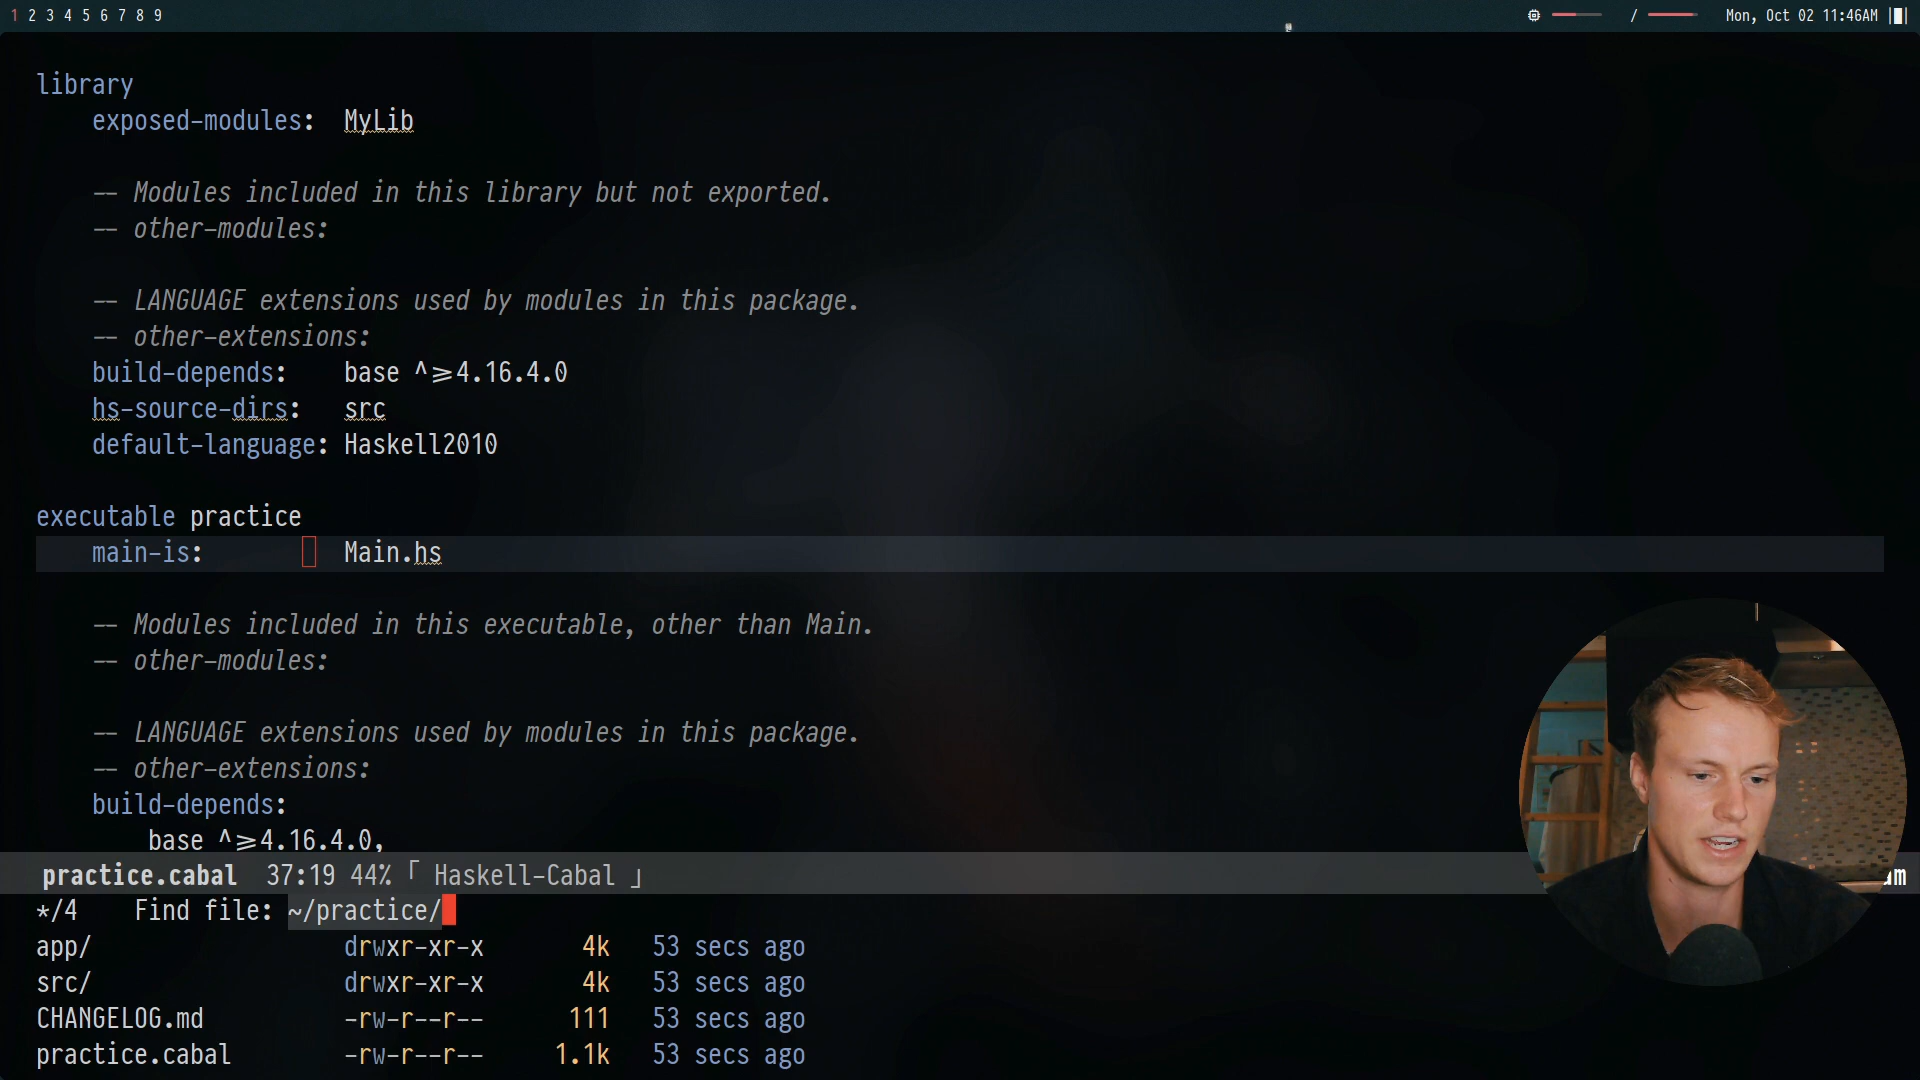 1 2 3 4 5 6 7 8 9
/ Mon, Oct 02 11:46AM
library
exposed-modules: MyLib
-- Modules included in this library but not exported.
-- other-modules:
-- LANGUAGE extensions used by modules in this package.
-- other-extensions:
build-depends: base ^>=4.16.4.0
hs-source-dirs: src
default-language: Haskell2010
executable practice
main-is: Main.hs
-- Modules included in this executable, other than Main.
-- other-modules:
-- LANGUAGE extensions used by modules in this package.
-- other-extensions:
build-depends:
base ^>=4.16.4.0,
practice.cabal 37:19 44% 「 Haskell-Cabal 」
*/4 Find file: ~/practice/
app/ drwxr-xr-x 4k 53 secs ago
src/ drwxr-xr-x 4k 53 secs ago
CHANGELOG.md -rw-r--r-- 111 53 secs ago
practice.cabal -rw-r--r-- 1.1k 53 secs ago